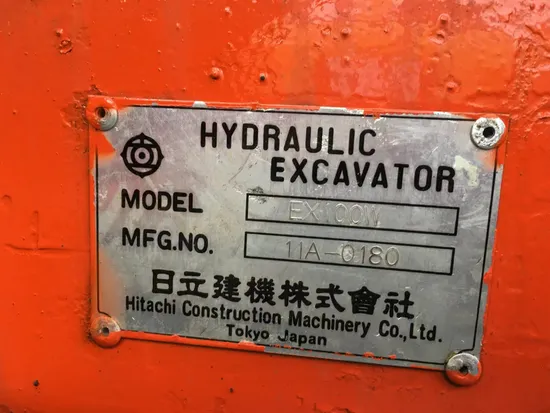 HYDRAULIC
EXCAVATOR
MODEL EX100W
MFG.NO. 11A-0180
日立建機株式會社
Hitachi Construction Machinery Co.,Ltd.
Tokyo Japan